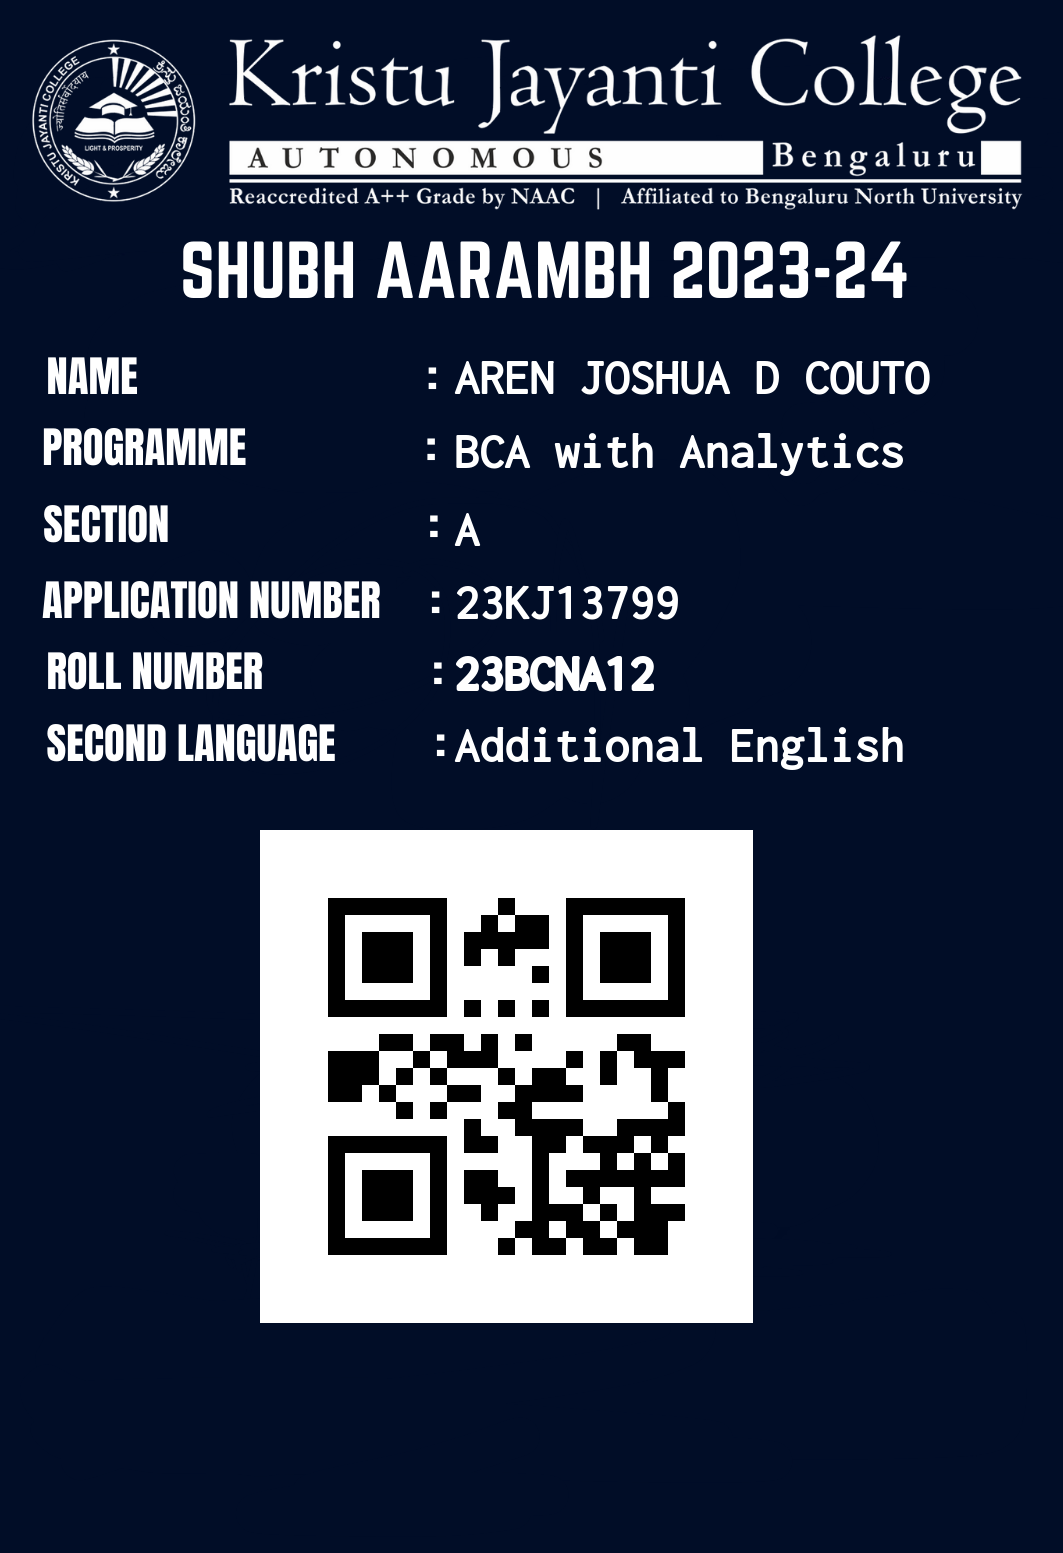 KRISTU JAYANTI COLLEGE
ಕ್ರಿಸ್ತು ಜಯಂತಿ ಕಾಲೇಜು
LIGHT & PROSPERITY
Kristu Jayanti College
AUTONOMOUS Bengaluru
Reaccredited A++ Grade by NAAC | Affiliated to Bengaluru North University
SHUBH AARAMBH 2023-24
NAME : AREN JOSHUA D COUTO
PROGRAMME : BCA with Analytics
SECTION : A
APPLICATION NUMBER : 23KJ13799
ROLL NUMBER : 23BCNA12
SECOND LANGUAGE : Additional English